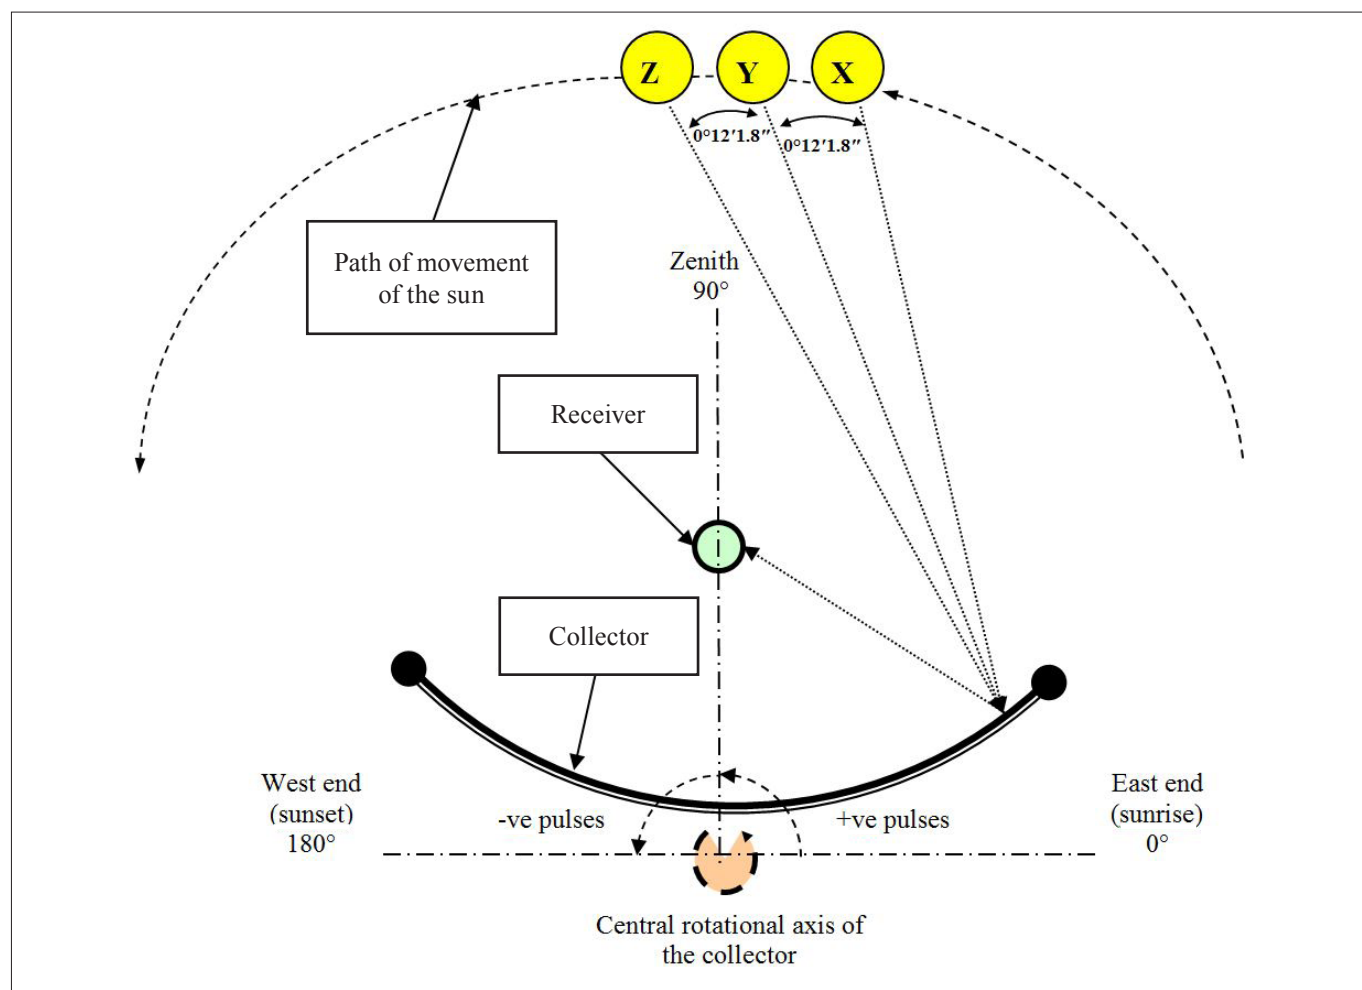 Z Y X
0°12′1.8″
0°12′1.8″
Path of movement
of the sun
Zenith
90°
Receiver
Collector
West end
(sunset)
180°
-ve pulses
+ve pulses
East end
(sunrise)
0°
Central rotational axis of
the collector